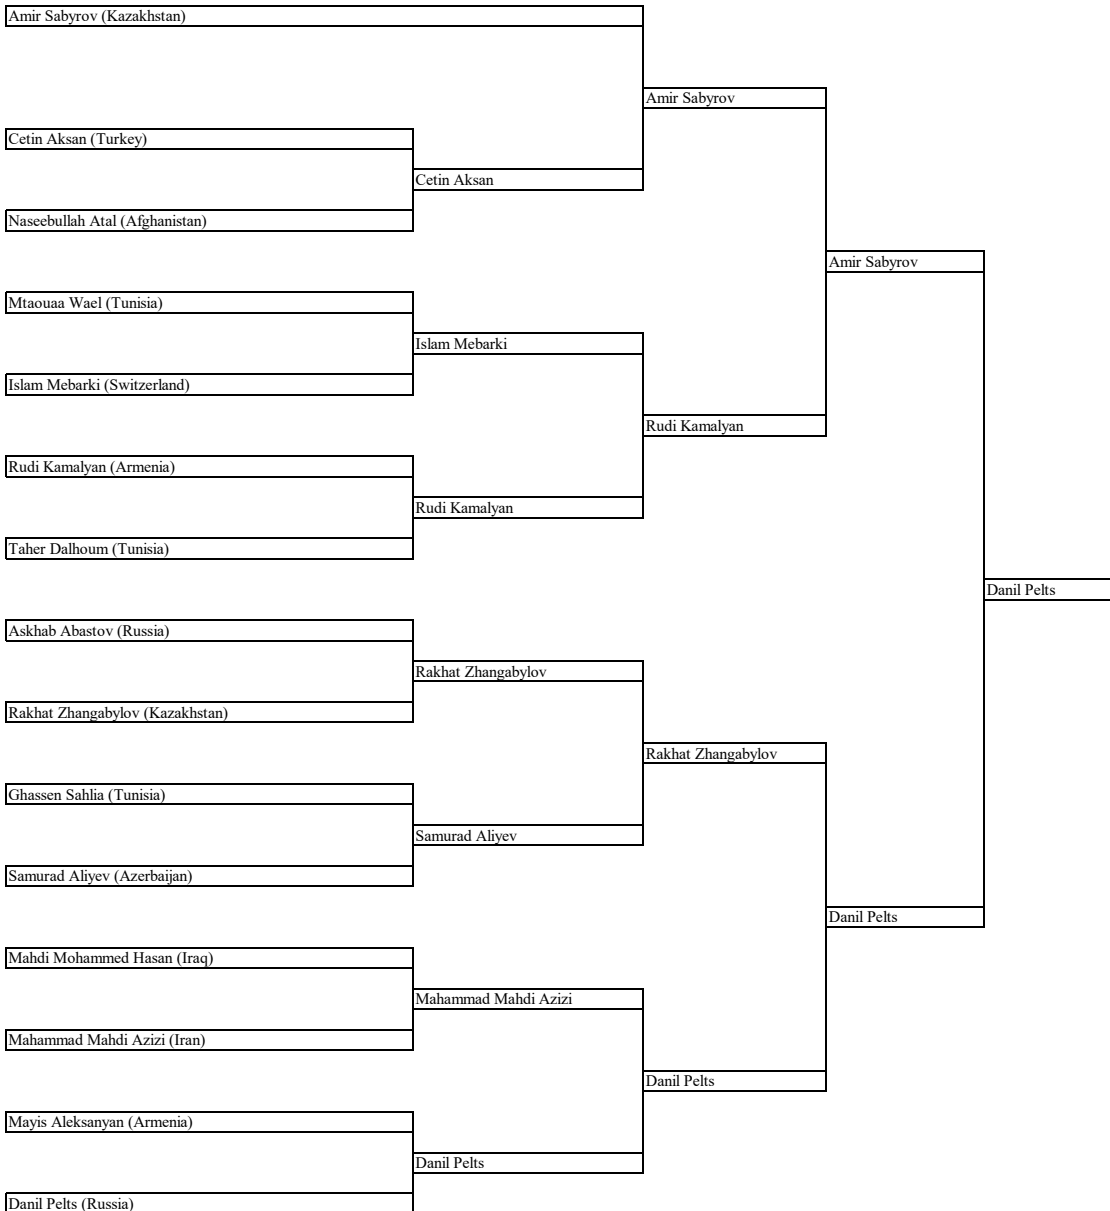 Amir Sabyrov (Kazakhstan)
Amir Sabyrov
Cetin Aksan (Turkey)
Cetin Aksan
Naseebullah Atal (Afghanistan)
Amir Sabyrov
Mtaouaa Wael (Tunisia)
Islam Mebarki
Islam Mebarki (Switzerland)
Rudi Kamalyan
Rudi Kamalyan (Armenia)
Rudi Kamalyan
Taher Dalhoum (Tunisia)
Danil Pelts
Askhab Abastov (Russia)
Rakhat Zhangabylov
Rakhat Zhangabylov (Kazakhstan)
Rakhat Zhangabylov
Ghassen Sahlia (Tunisia)
Samurad Aliyev
Samurad Aliyev (Azerbaijan)
Danil Pelts
Mahdi Mohammed Hasan (Iraq)
Mahammad Mahdi Azizi
Mahammad Mahdi Azizi (Iran)
Danil Pelts
Mayis Aleksanyan (Armenia)
Danil Pelts
Danil Pelts (Russia)